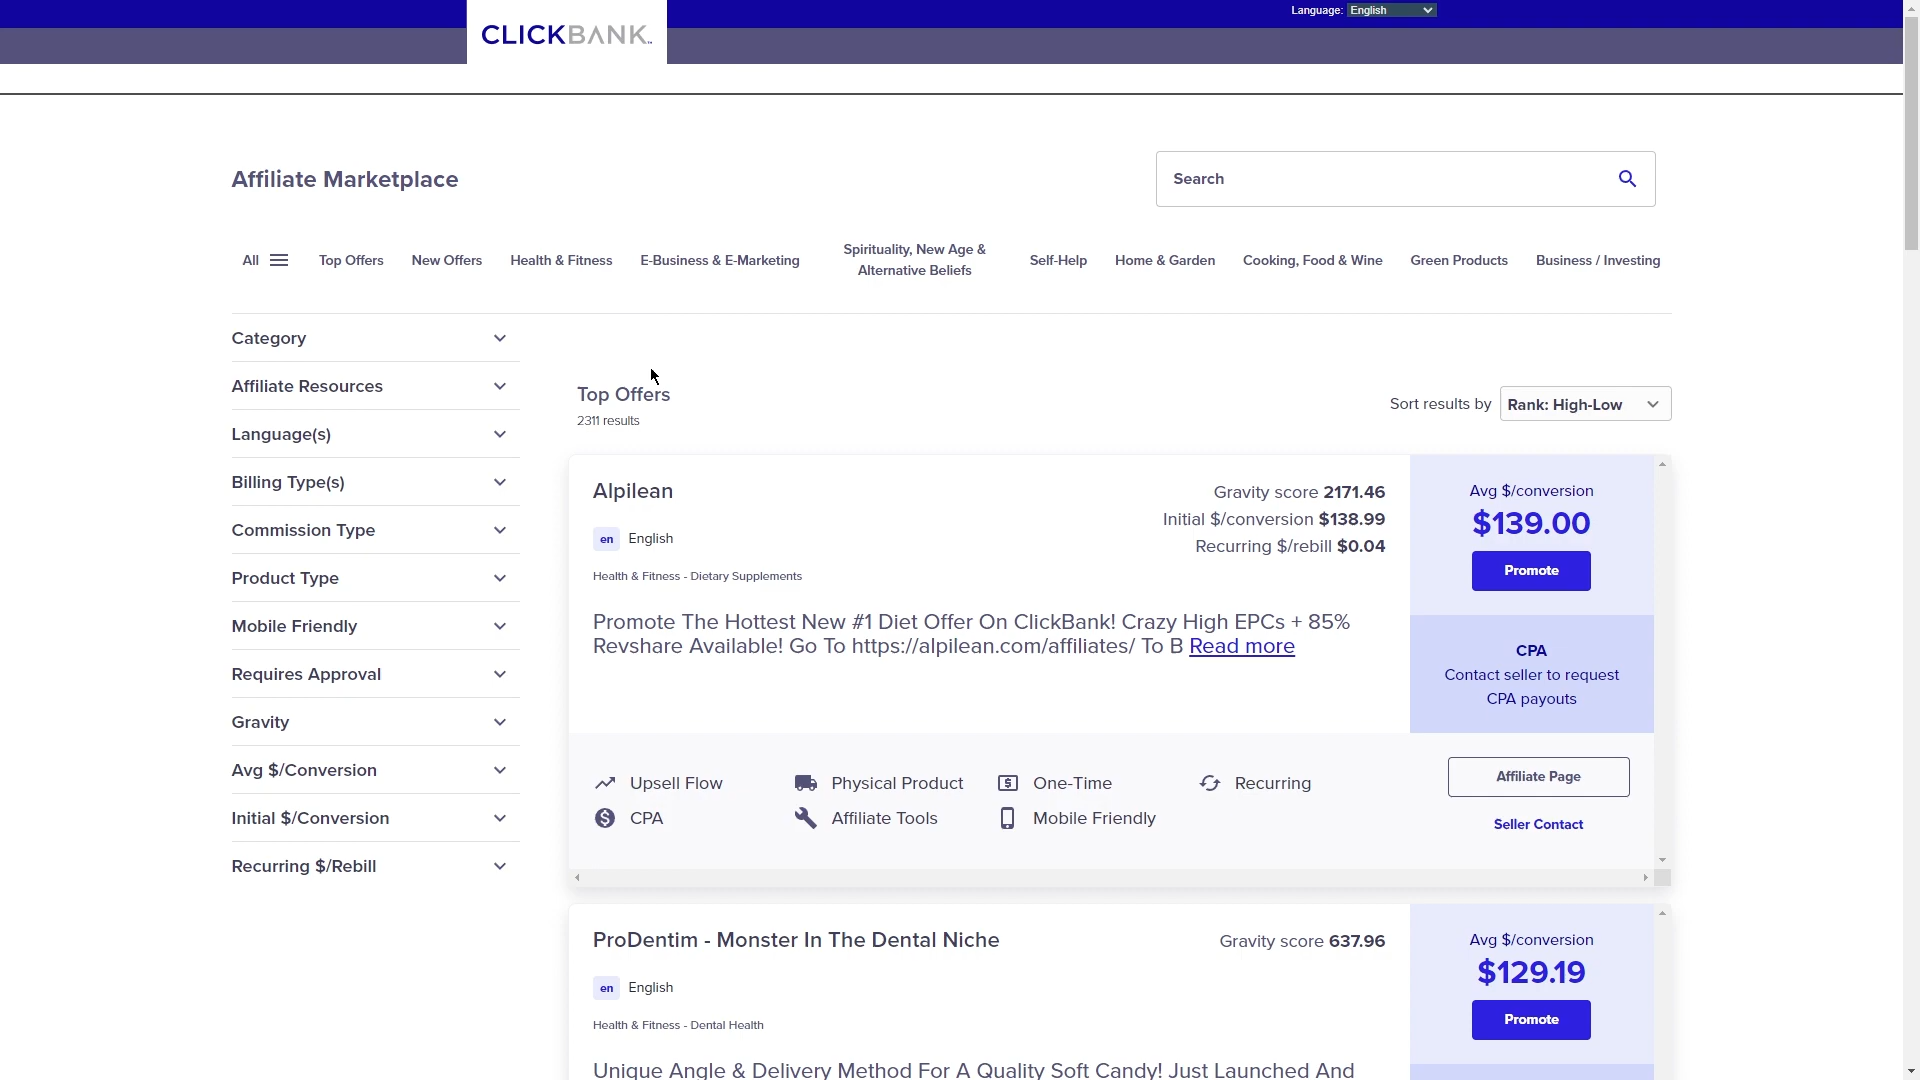 Language: English
CLICKBANK™
Affiliate Marketplace
Search
All
Top Offers
New Offers
Health & Fitness
E-Business & E-Marketing
Spirituality, New Age &
Alternative Beliefs
Self-Help
Home & Garden
Cooking, Food & Wine
Green Products
Business / Investing
Category
Affiliate Resources
Language(s)
Billing Type(s)
Commission Type
Product Type
Mobile Friendly
Requires Approval
Gravity
Avg $/Conversion
Initial $/Conversion
Recurring $/Rebill
Top Offers
2311 results
Sort results by Rank: High-Low
Alpilean
en English
Health & Fitness - Dietary Supplements
Gravity score 2171.46
Initial $/conversion $138.99
Recurring $/rebill $0.04
Promote The Hottest New #1 Diet Offer On ClickBank! Crazy High EPCs + 85%
Revshare Available! Go To https://alpilean.com/affiliates/ To B Read more
Avg $/conversion
$139.00
Promote
CPA
Contact seller to request
CPA payouts
Upsell Flow
Physical Product
One-Time
Recurring
CPA
Affiliate Tools
Mobile Friendly
Affiliate Page
Seller Contact
ProDentim - Monster In The Dental Niche
en English
Health & Fitness - Dental Health
Gravity score 637.96
Unique Angle & Delivery Method For A Quality Soft Candy! Just Launched And
Avg $/conversion
$129.19
Promote